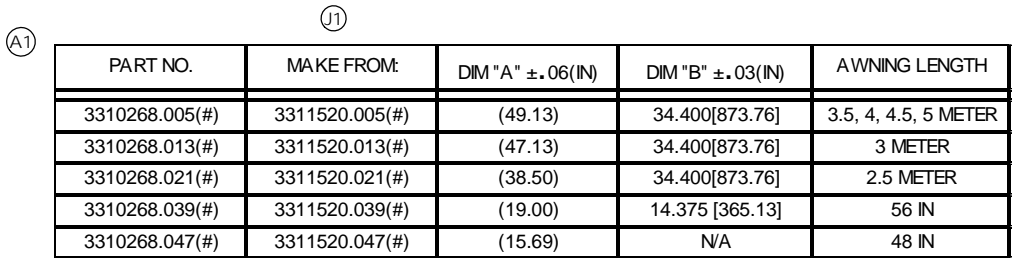 J1
A1
PART NO. MAKE FROM: DIM "A" ±.06(IN) DIM "B" ±.03(IN) AWNING LENGTH
3310268.005(#) 3311520.005(#) (49.13) 34.400[873.76] 3.5, 4, 4.5, 5 METER
3310268.013(#) 3311520.013(#) (47.13) 34.400[873.76] 3 METER
3310268.021(#) 3311520.021(#) (38.50) 34.400[873.76] 2.5 METER
3310268.039(#) 3311520.039(#) (19.00) 14.375 [365.13] 56 IN
3310268.047(#) 3311520.047(#) (15.69) N/A 48 IN